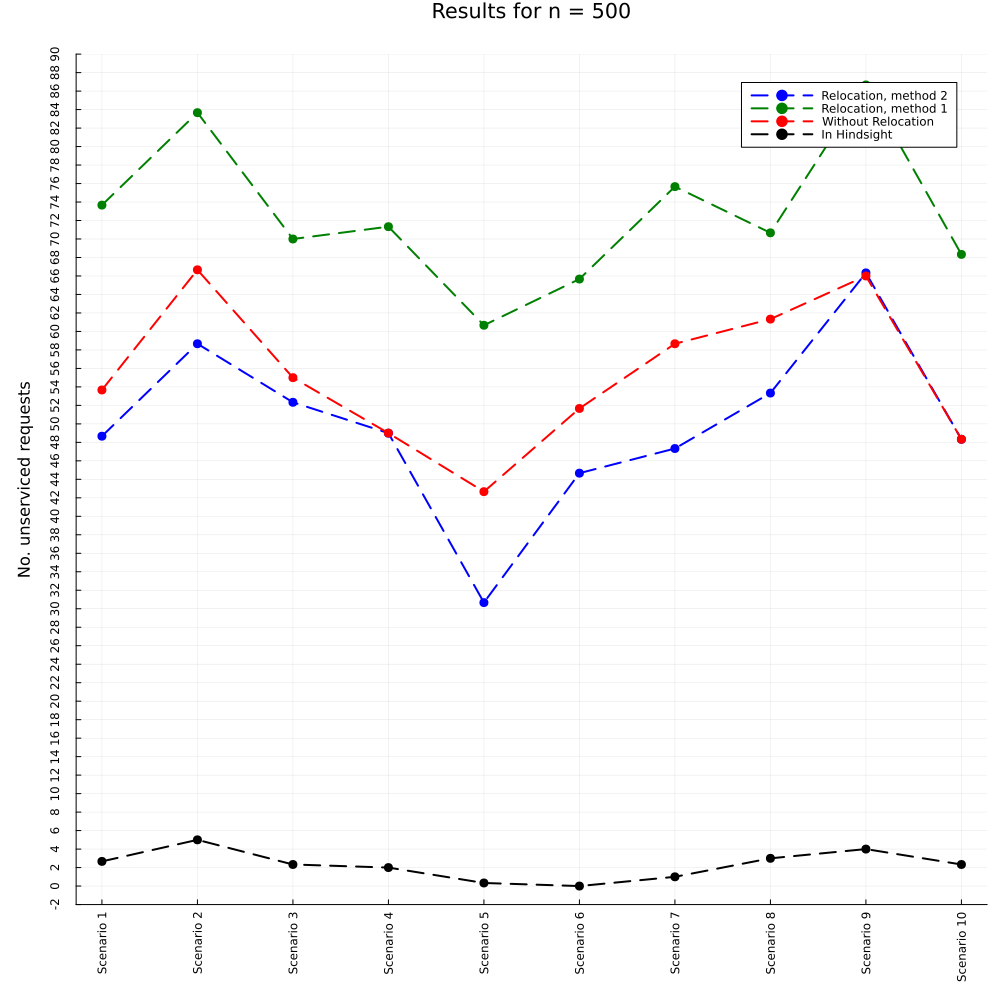 Results for n = 500
No. unserviced requests
90
88
86
84
82
80
78
76
74
72
70
68
66
64
62
60
58
56
54
52
50
48
46
44
42
40
38
36
34
32
30
28
26
24
22
20
18
16
14
12
10
8
6
4
2
0
-2
Relocation, method 2
Relocation, method 1
Without Relocation
In Hindsight
Scenario 1
Scenario 2
Scenario 3
Scenario 4
Scenario 5
Scenario 6
Scenario 7
Scenario 8
Scenario 9
Scenario 10